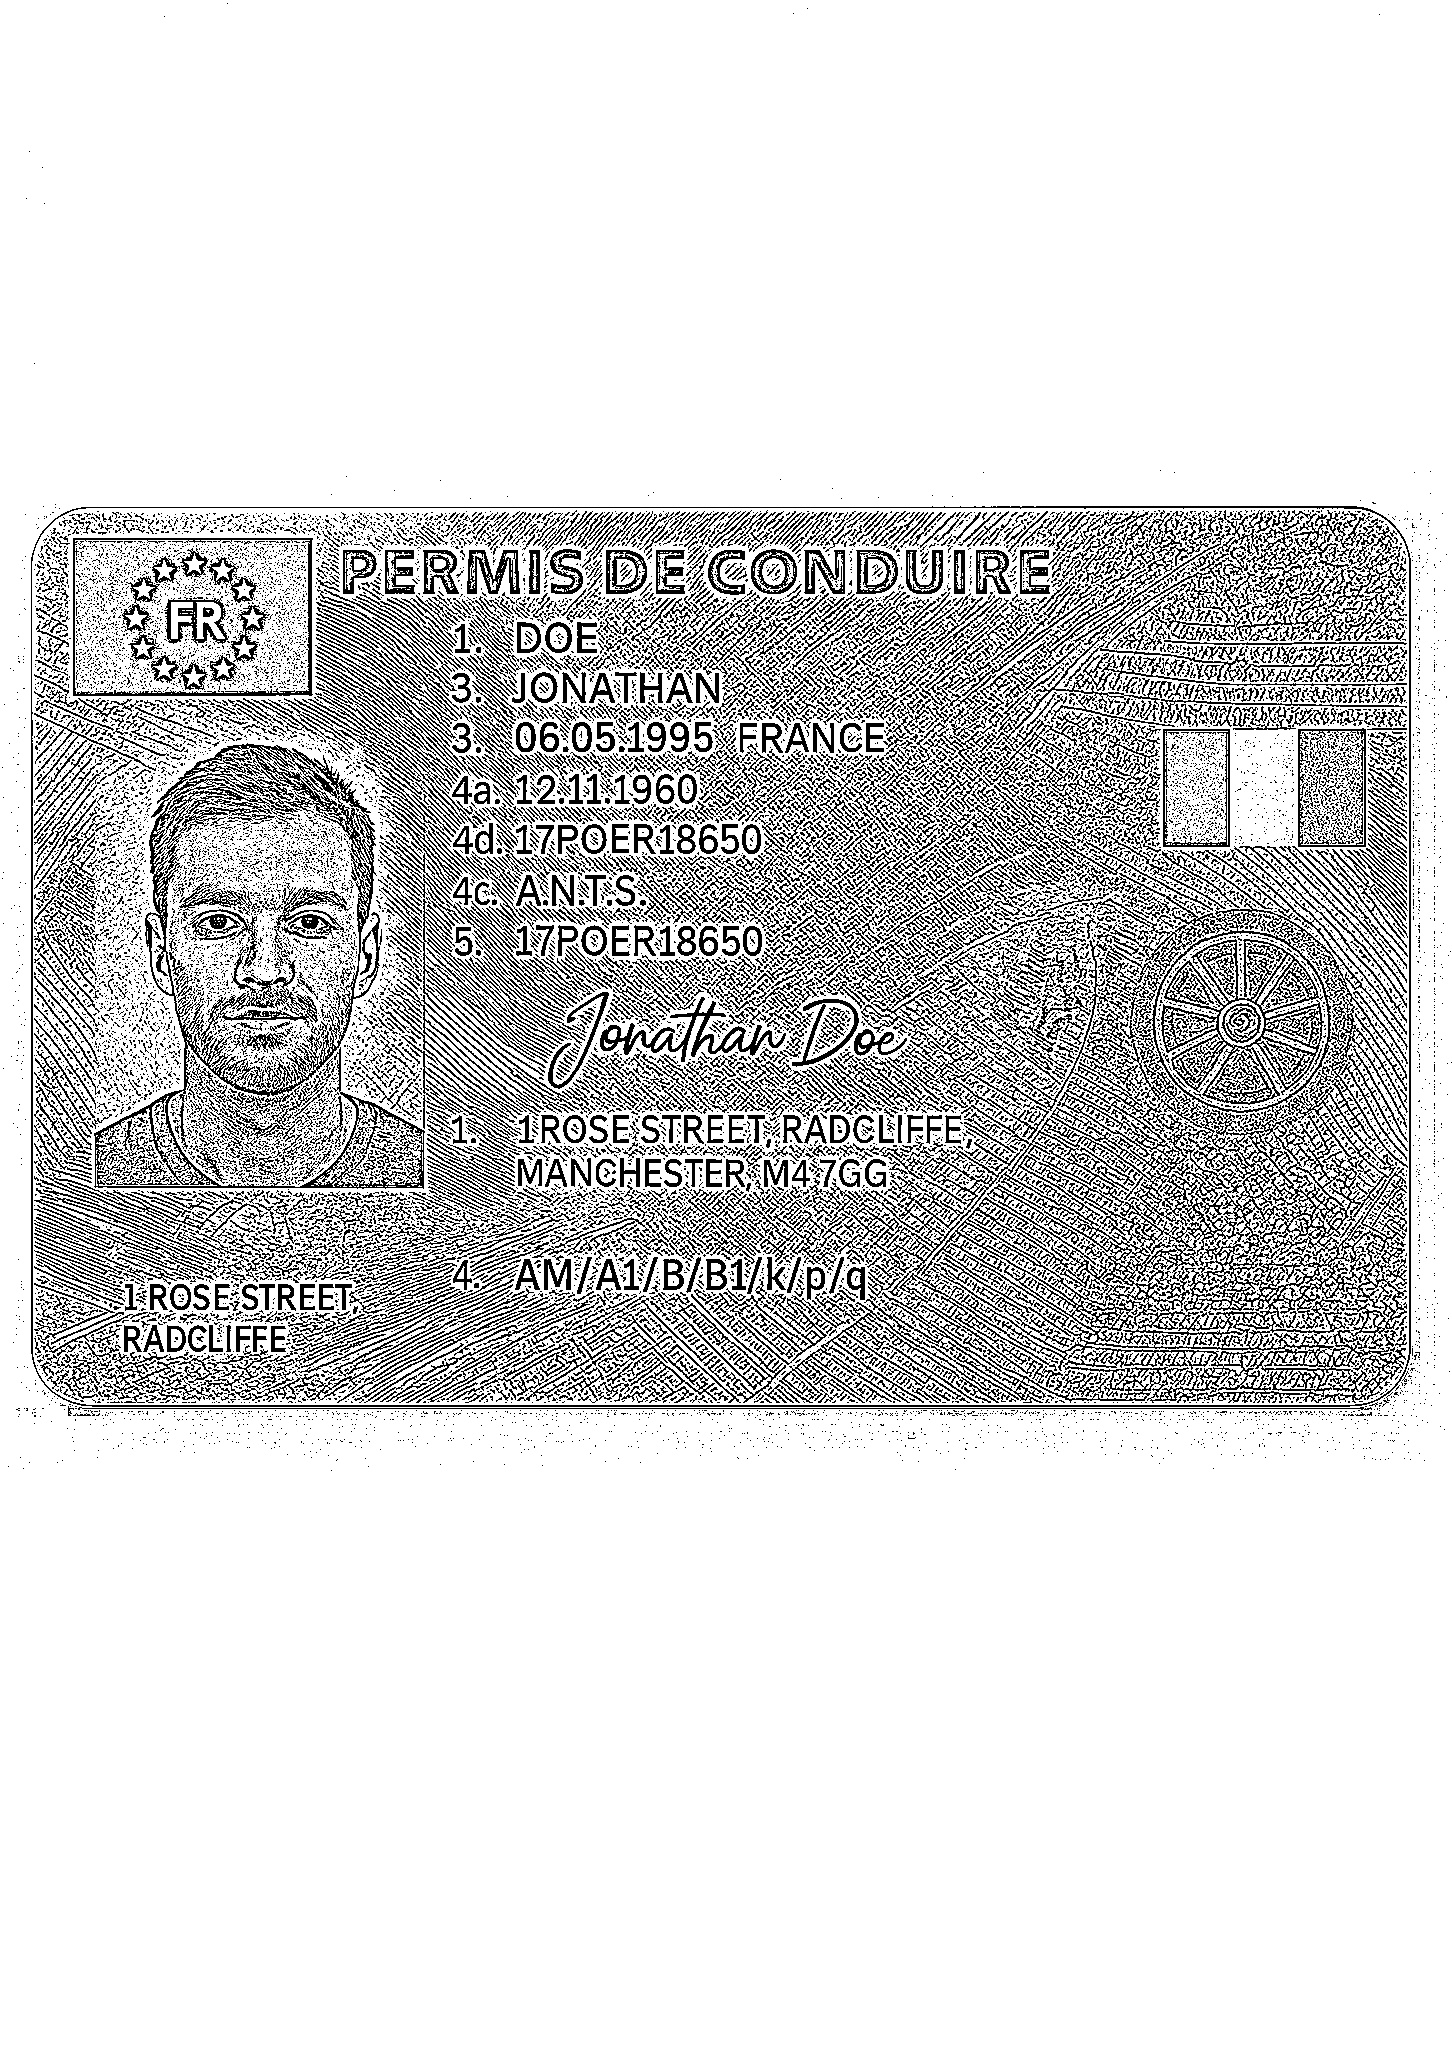 FR
PERMIS DE CONDUIRE
1. DOE
3. JONATHAN
3. 06.05.1995 FRANCE
4a. 12.11.1960
4d. 17POER18650
4c. A.N.T.S.
5. 17POER18650
Jonathan Doe
1. 1 ROSE STREET, RADCLIFFE,
MANCHESTER, M4 7GG
4. AM/A1/B/B1/k/p/q
1 ROSE STREET,
RADCLIFFE